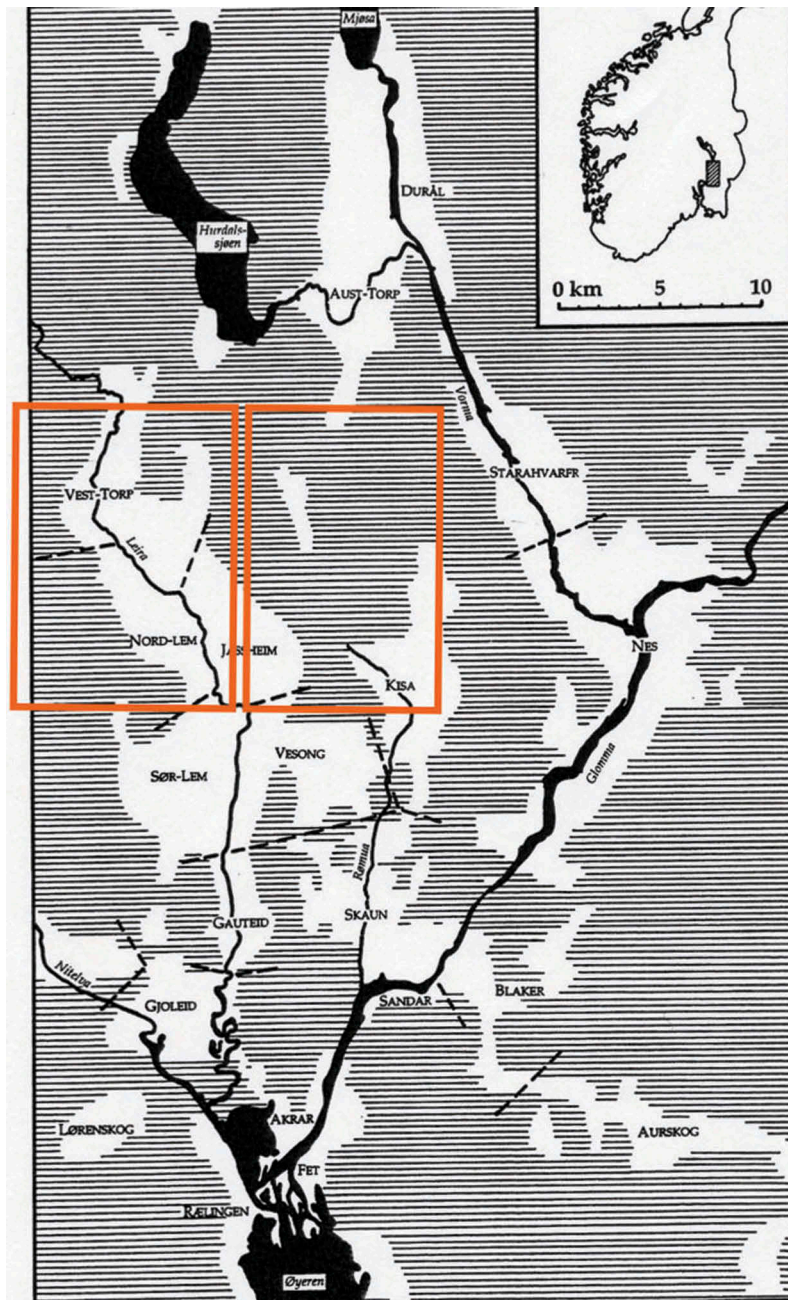 Mjøsa
DURÅL
Hurdals-
sjøen
AUST-TORP
0 km 5 10
Vorma
STARAHVARFR
VEST-TORP
Leira
NORD-LEM
JASSHEIM
NES
KISA
VESONG
SØR-LEM
Glomma
Rømua
SKAUN
GAUTEID
Nitelva
GJOLEID
SANDAR
BLAKER
LØRENSKOG
AKRAR
AURSKOG
FET
RÆLINGEN
Øyeren